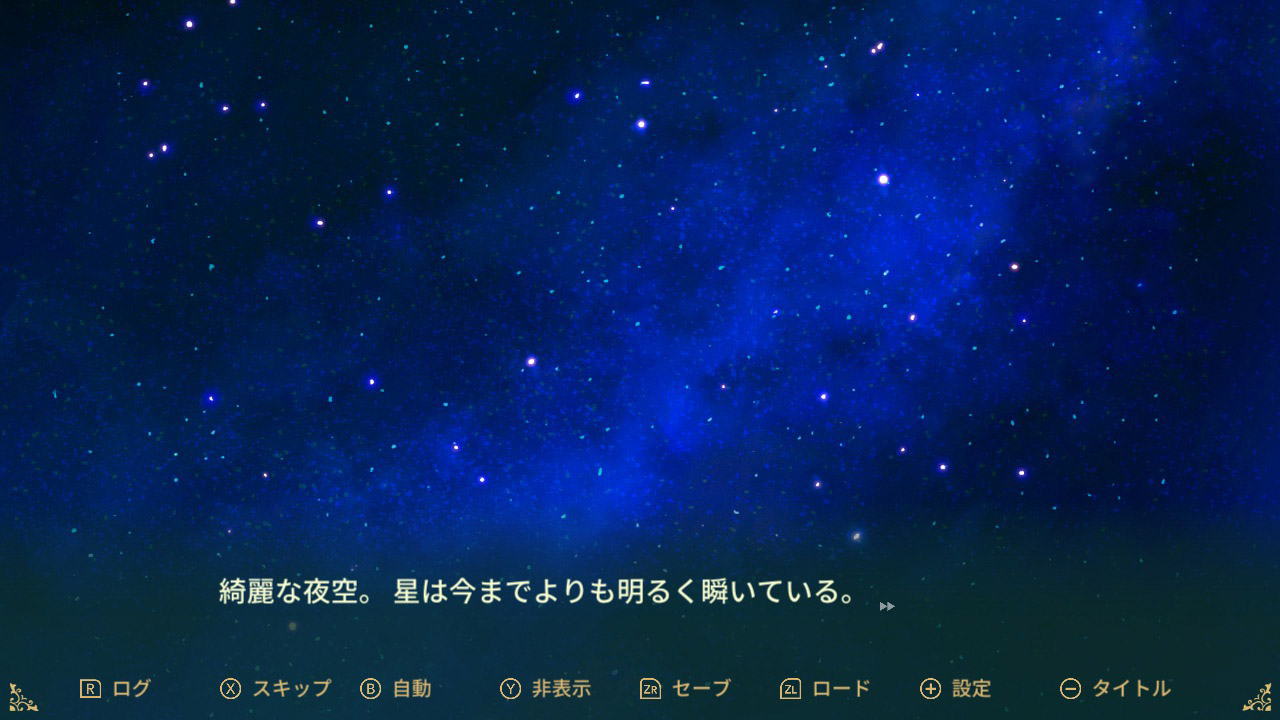 綺麗な夜空。 星は今までよりも明るく瞬いている。
R ログ X スキップ B 自動 Y 非表示 ZR セーブ ZL ロード + 設定 − タイトル